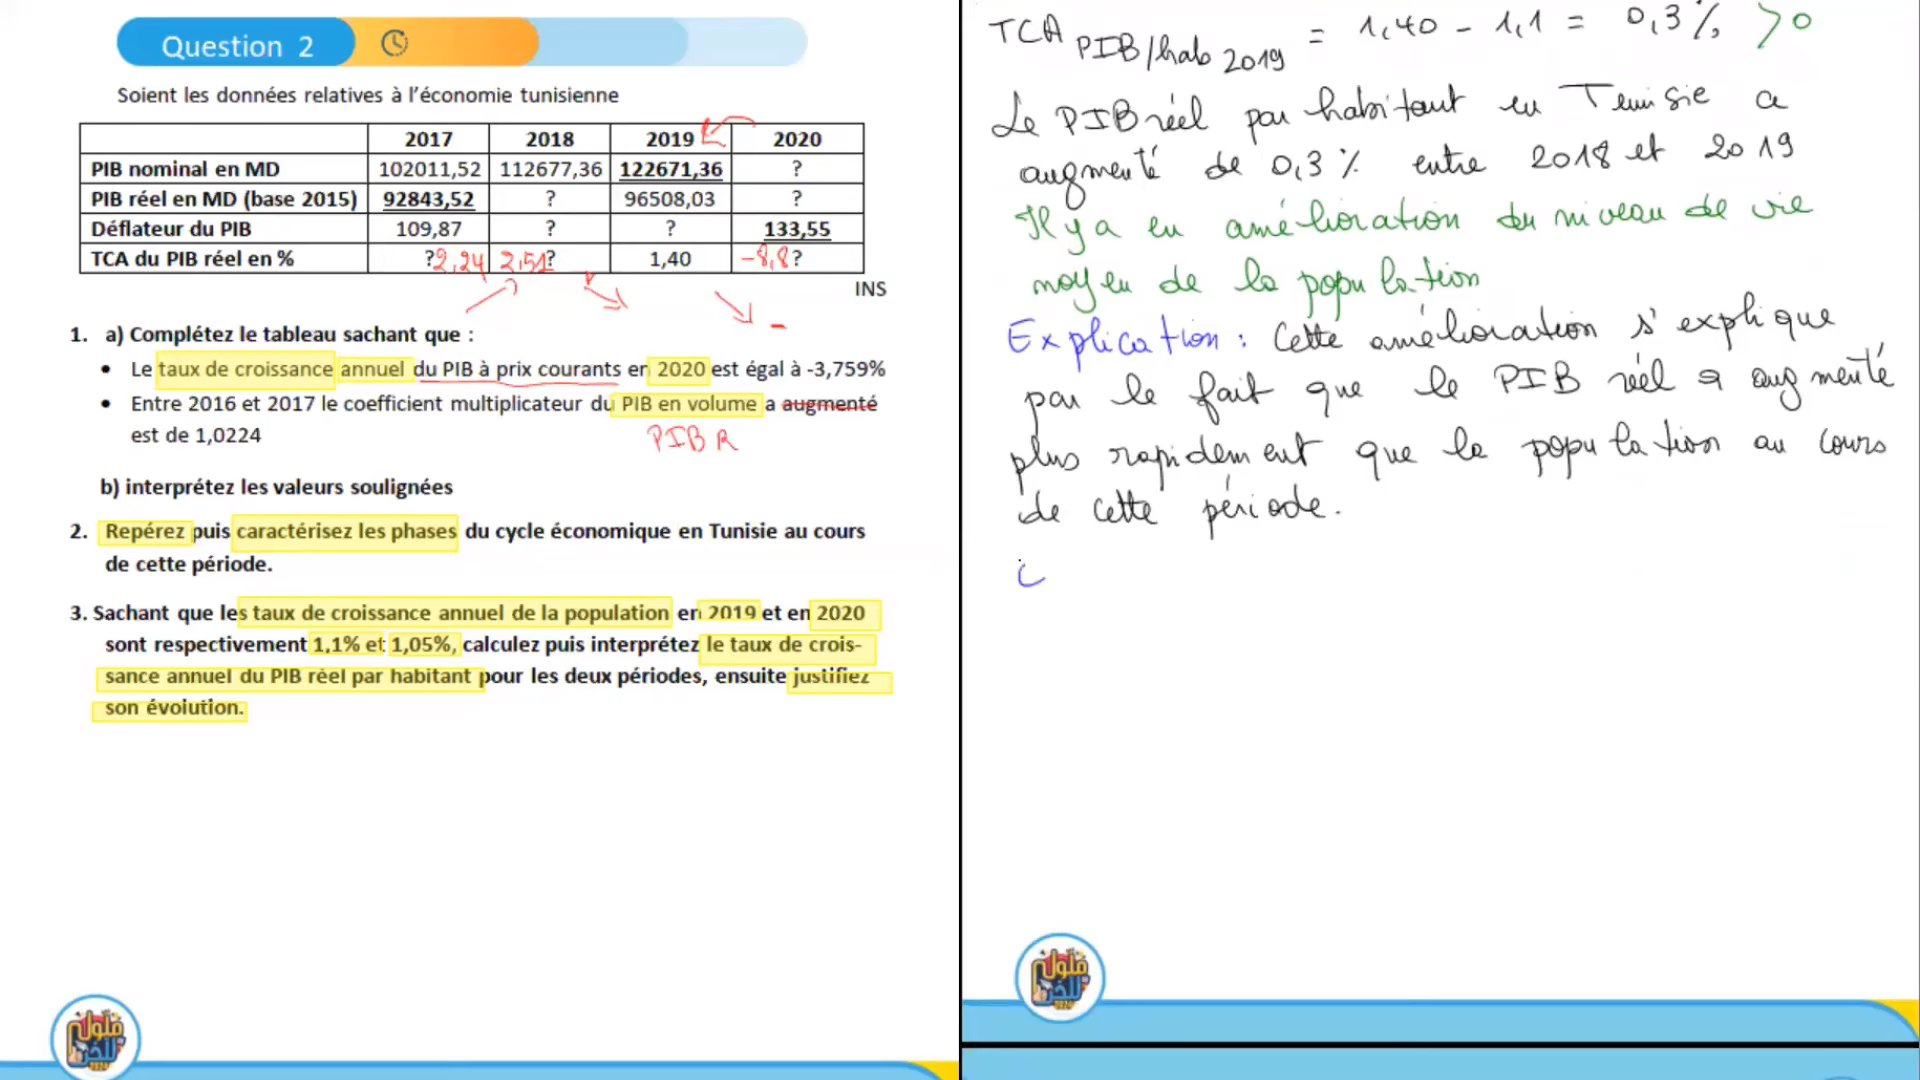 Question 2
Soient les données relatives à l'économie tunisienne
2017 2018 2019 2020
PIB nominal en MD 102011,52 112677,36 122671,36 ?
PIB réel en MD (base 2015) 92843,52 ? 96508,03 ?
Déflateur du PIB 109,87 ? ? 133,55
TCA du PIB réel en % ?2,24 2,51? 1,40 -8,8?
INS
-
1. a) Complétez le tableau sachant que :
• Le taux de croissance annuel du PIB à prix courants en 2020 est égal à -3,759%
• Entre 2016 et 2017 le coefficient multiplicateur du PIB en volume a augmenté
est de 1,0224
PIB R
b) interprétez les valeurs soulignées
2. Repérez puis caractérisez les phases du cycle économique en Tunisie au cours
de cette période.
3. Sachant que les taux de croissance annuel de la population en 2019 et en 2020
sont respectivement 1,1% et 1,05%, calculez puis interprétez le taux de crois-
sance annuel du PIB réel par habitant pour les deux périodes, ensuite justifiez
son évolution.
فلول للآخر
TCA PIB/hab 2019 = 1,40 - 1,1 = 0,3% >0
Le PIB réel par habitant en Tunisie a
augmenté de 0,3% entre 2018 et 2019
Il y a eu amélioration du niveau de vie
moyen de la population
Explication : Cette amélioration s'explique
par le fait que le PIB réel a augmenté
plus rapidement que la population au cours
de cette période.